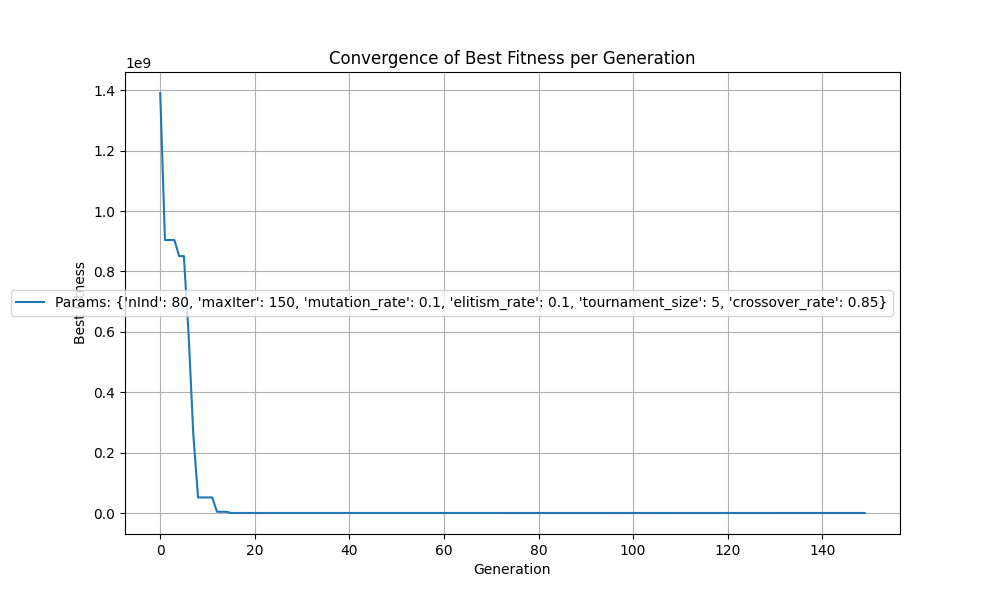 Convergence of Best Fitness per Generation
1e9
1.4
1.2
1.0
0.8
0.6
0.4
0.2
0.0
Best Fitness
Params: {'nInd': 80, 'maxIter': 150, 'mutation_rate': 0.1, 'elitism_rate': 0.1, 'tournament_size': 5, 'crossover_rate': 0.85}
0 20 40 60 80 100 120 140
Generation